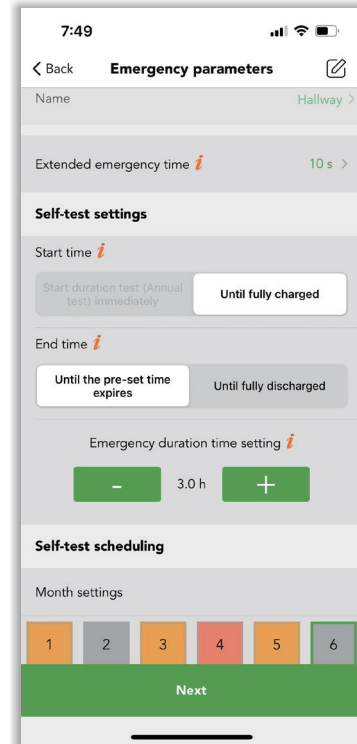 7:49
Back Emergency parameters
Name Hallway
Extended emergency time i 10 s
Self-test settings
Start time i
Start duration test (Annual
test) immediately
Until fully charged
End time i
Until the pre-set time
expires
Until fully discharged
Emergency duration time setting i
- 3.0 h +
Self-test scheduling
Month settings
1 2 3 4 5 6
Next